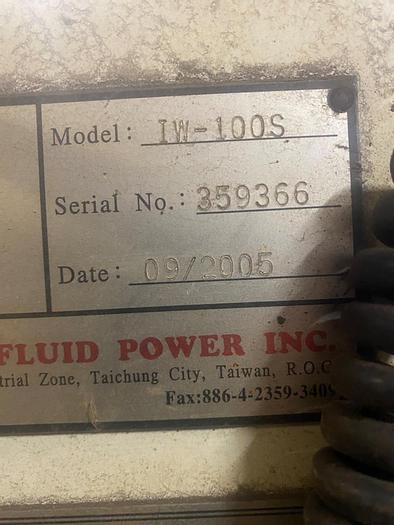 Model: IW-100S
Serial No.: 359366
Date: 09/2005
FLUID POWER INC.
trial Zone, Taichung City, Taiwan, R.O.C
Fax:886-4-2359-3409